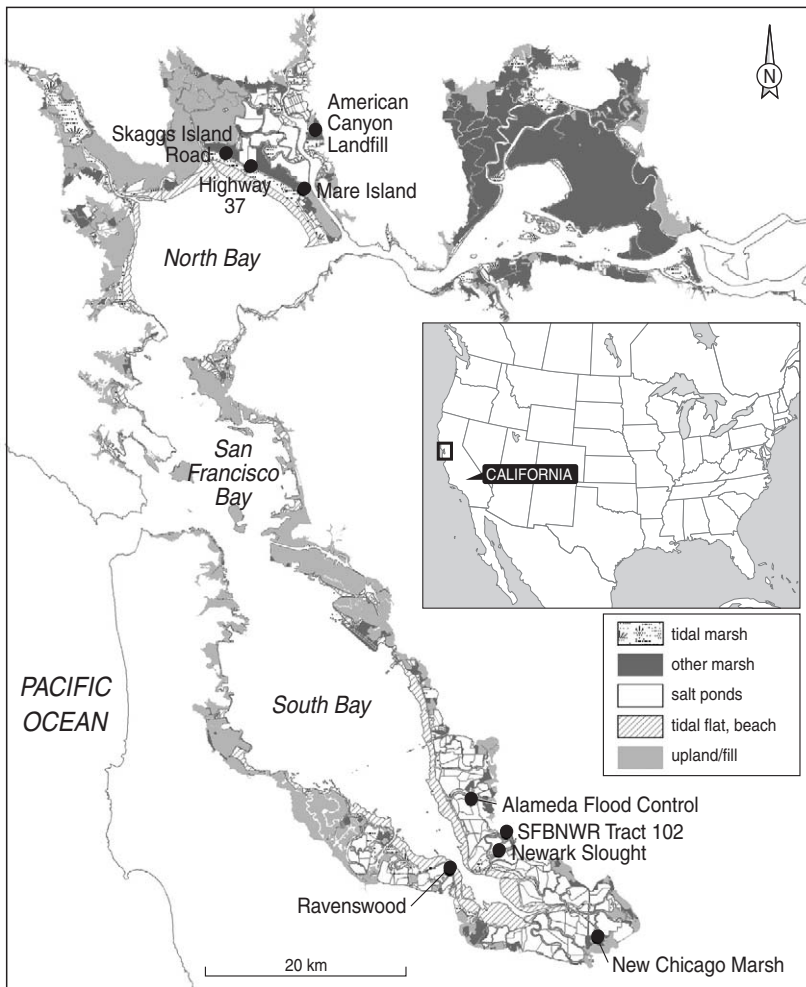 N
American
Canyon
Landfill
Skaggs Island
Road
Highway
37
Mare Island
North Bay
San
Francisco
Bay
CALIFORNIA
tidal marsh
other marsh
salt ponds
tidal flat, beach
upland/fill
PACIFIC
OCEAN
South Bay
Alameda Flood Control
SFBNWR Tract 102
Newark Slought
Ravenswood
New Chicago Marsh
20 km